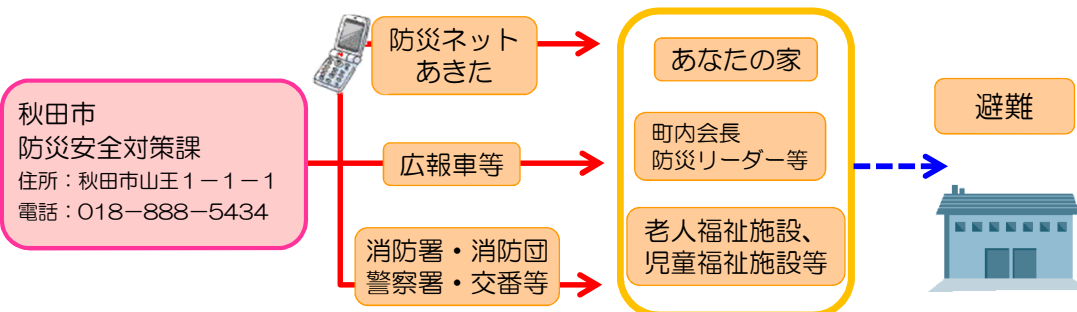 秋田市
防災安全対策課
住所：秋田市山王１－１－１
電話：018－888－5434
防災ネット
あきた
広報車等
消防署・消防団
警察署・交番等
あなたの家
町内会長
防災リーダー等
老人福祉施設、
児童福祉施設等
避難